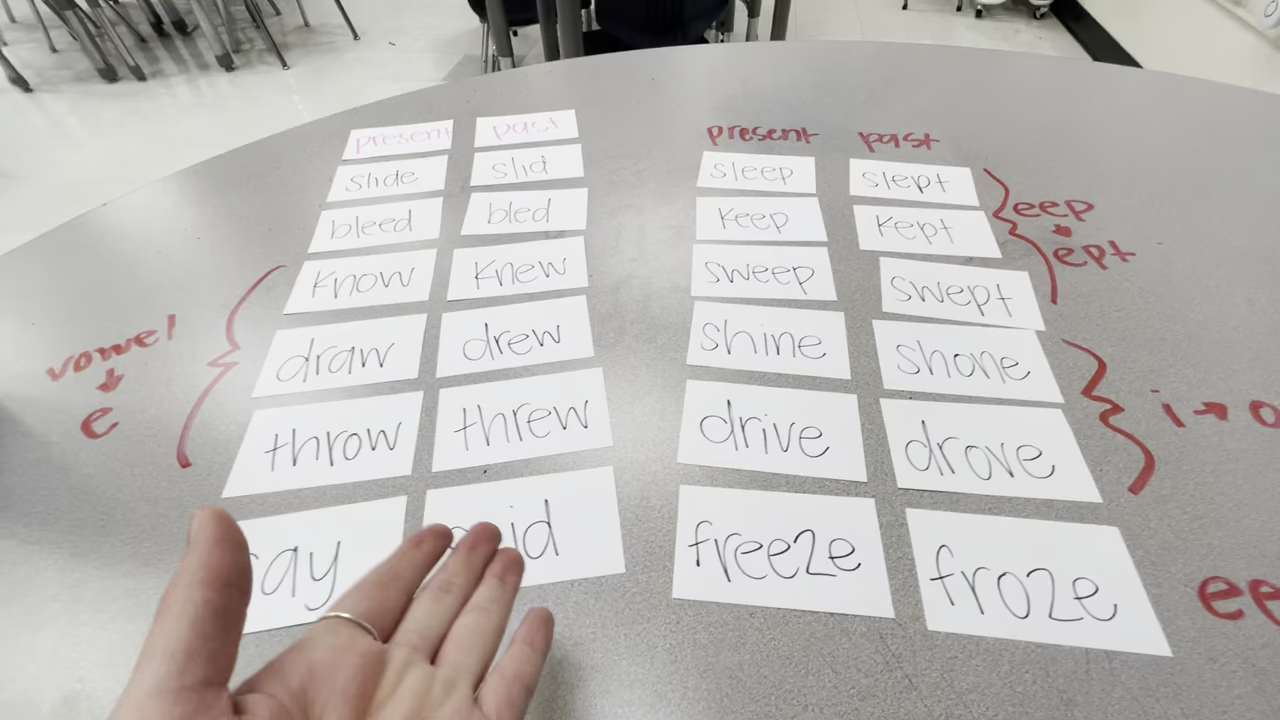 present past
slide slid
bleed bled
know knew
draw drew
throw threw
vowel
e
present past
sleep slept
keep kept
sweep swept
shine shone
drive drove
freeze froze
eep
ept
i → o
ee